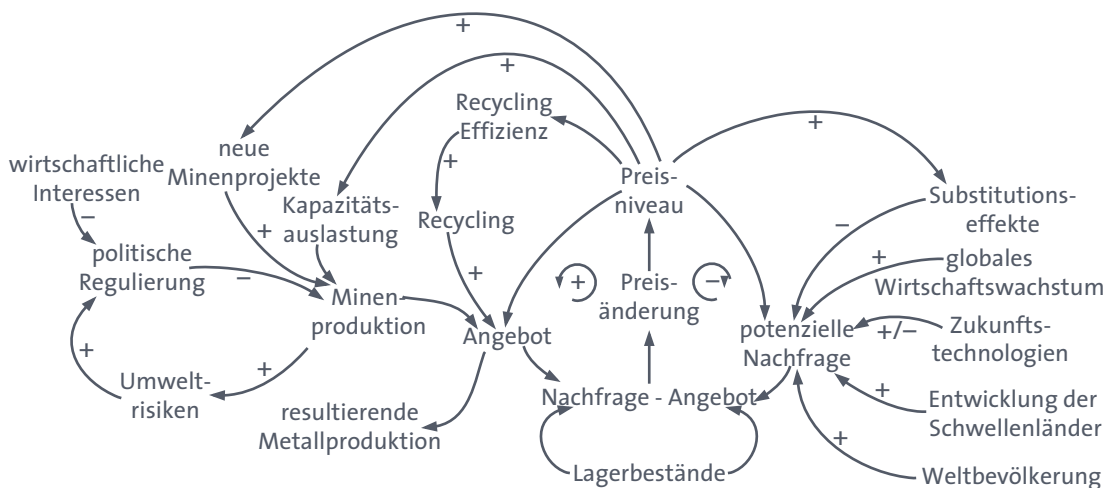 +
+
Recycling
Effizienz
+
+
neue
Minenprojekte
wirtschaftliche
Interessen
Kapazitäts-
auslastung
Recycling
Preis-
niveau
Substitutions-
effekte
–
+
–
+
politische
Regulierung
–
+
globales
Wirtschaftswachstum
+
Preis-
änderung
–
Minen-
produktion
Angebot
potenzielle
Nachfrage
+/–
Zukunfts-
technologien
+
+
Umwelt-
risiken
Nachfrage - Angebot
+
Entwicklung der
Schwellenländer
resultierende
Metallproduktion
+
Lagerbestände
Weltbevölkerung